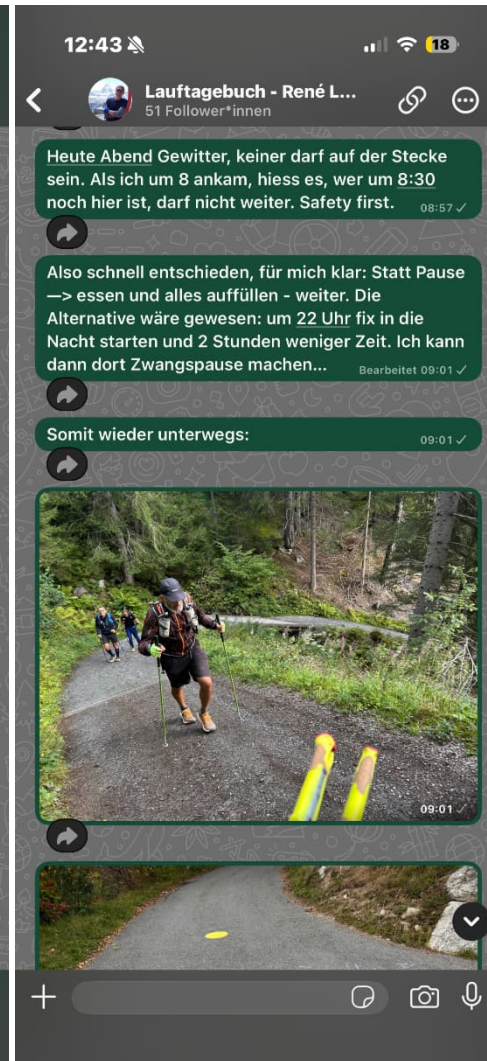 12:43
18
Lauftagebuch - René L...
51 Follower*innen
Heute Abend Gewitter, keiner darf auf der Stecke
sein. Als ich um 8 ankam, hiess es, wer um 8:30
noch hier ist, darf nicht weiter. Safety first. 08:57
Also schnell entschieden, für mich klar: Statt Pause
—> essen und alles auffüllen - weiter. Die
Alternative wäre gewesen: um 22 Uhr fix in die
Nacht starten und 2 Stunden weniger Zeit. Ich kann
dann dort Zwangspause machen... Bearbeitet 09:01
Somit wieder unterwegs: 09:01
09:01